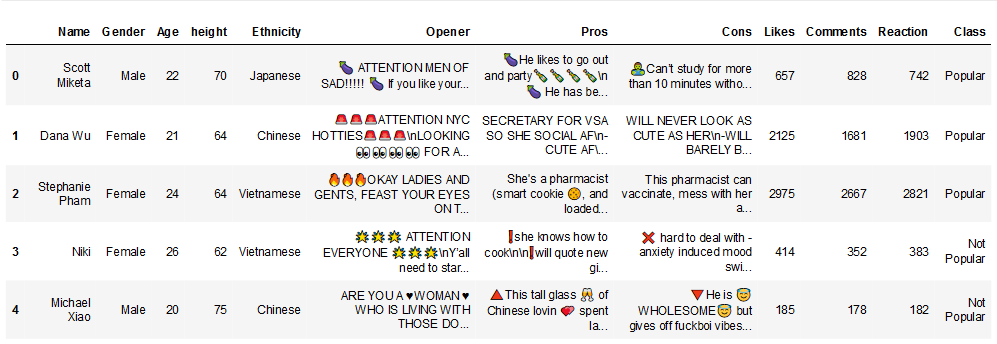 Name Gender Age height Ethnicity Opener Pros Cons Likes Comments Reaction Class
0 Scott Miketa Male 22 70 Japanese 🍆 ATTENTION MEN OF SAD!!!!! 🍆 If you like your... 🍆He likes to go out and party🍾🍾🍾🍾\n🍆 He has be... 🤷‍♂️Can't study for more than 10 minutes witho... 657 828 742 Popular
1 Dana Wu Female 21 64 Chinese 🚨🚨🚨ATTENTION NYC HOTTIES🚨🚨🚨\nLOOKING 👀👀👀👀 FOR A... SECRETARY FOR VSA SO SHE SOCIAL AF\n-CUTE AF\... WILL NEVER LOOK AS CUTE AS HER\n-WILL BARELY B... 2125 1681 1903 Popular
2 Stephanie Pham Female 24 64 Vietnamese 🔥🔥🔥OKAY LADIES AND GENTS, FEAST YOUR EYES ON T... She's a pharmacist (smart cookie 🍪, and loaded... This pharmacist can vaccinate, mess with her a... 2975 2667 2821 Popular
3 Niki Female 26 62 Vietnamese 💥💥💥 ATTENTION EVERYONE 💥💥💥\nY'all need to star... ❗she knows how to cook\n\n❗will quote new gi... ❌ hard to deal with - anxiety induced mood swi... 414 352 383 Not Popular
4 Michael Xiao Male 20 75 Chinese ARE YOU A ♥WOMAN♥ WHO IS LIVING WITH THOSE DO... 🔺This tall glass 🥂 of Chinese lovin 💕 spent la... 🔻He is 😇 WHOLESOME😇 but gives off fuckboi vibes... 185 178 182 Not Popular